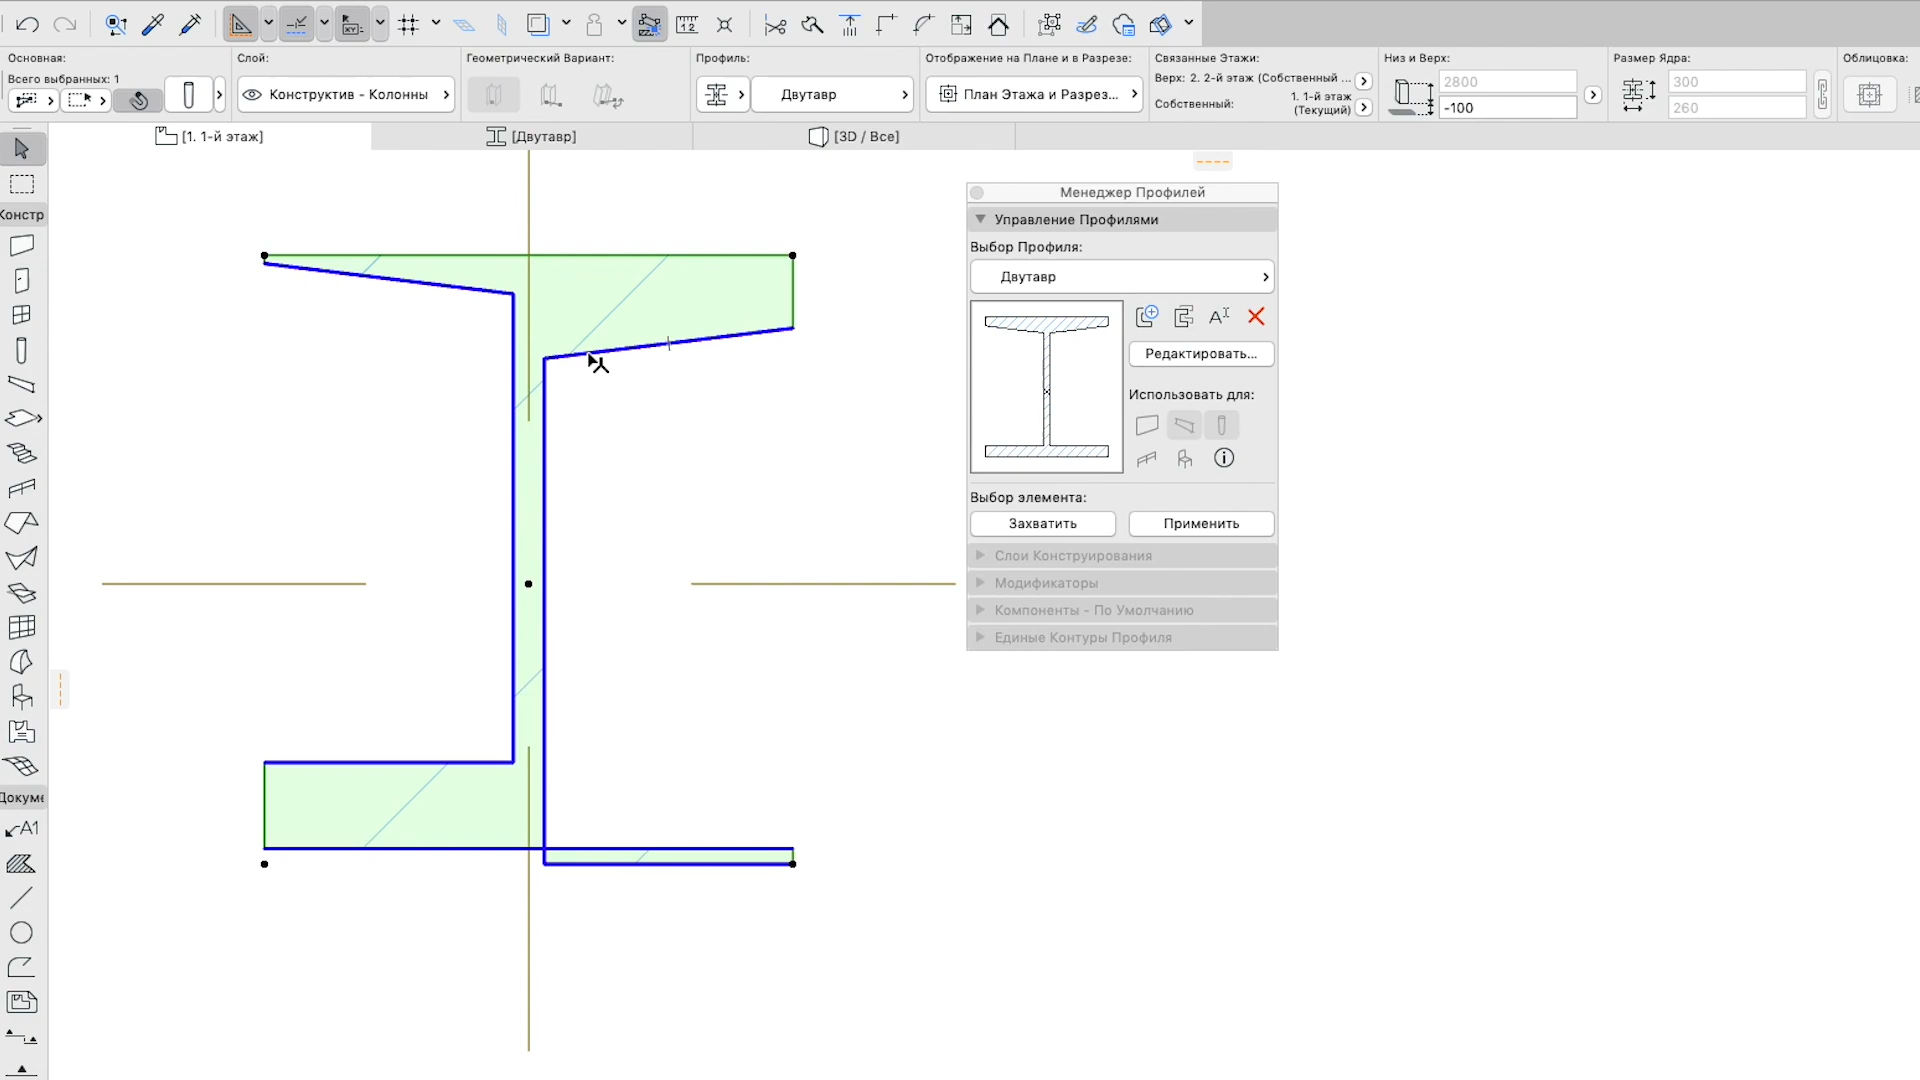 Основная:
Всего выбранных: 1
Слой:
Конструктив - Колонны
Геометрический Вариант:
Профиль:
Двутавр
Отображение на Плане и в Разрезе:
План Этажа и Разрез...
Связанные Этажи:
Верх: 2. 2-й этаж (Собственный ...
Собственный:
1. 1-й этаж
(Текущий)
Низ и Верх:
2800
-100
Размер Ядра:
300
260
Облицовка:
[1. 1-й этаж]
[Двутавр]
[3D / Все]
Констр
Докуме
A1
Менеджер Профилей
Управление Профилями
Выбор Профиля:
Двутавр
Редактировать...
Использовать для:
Выбор элемента:
Захватить
Применить
Слои Конструирования
Модификаторы
Компоненты - По Умолчанию
Единые Контуры Профиля